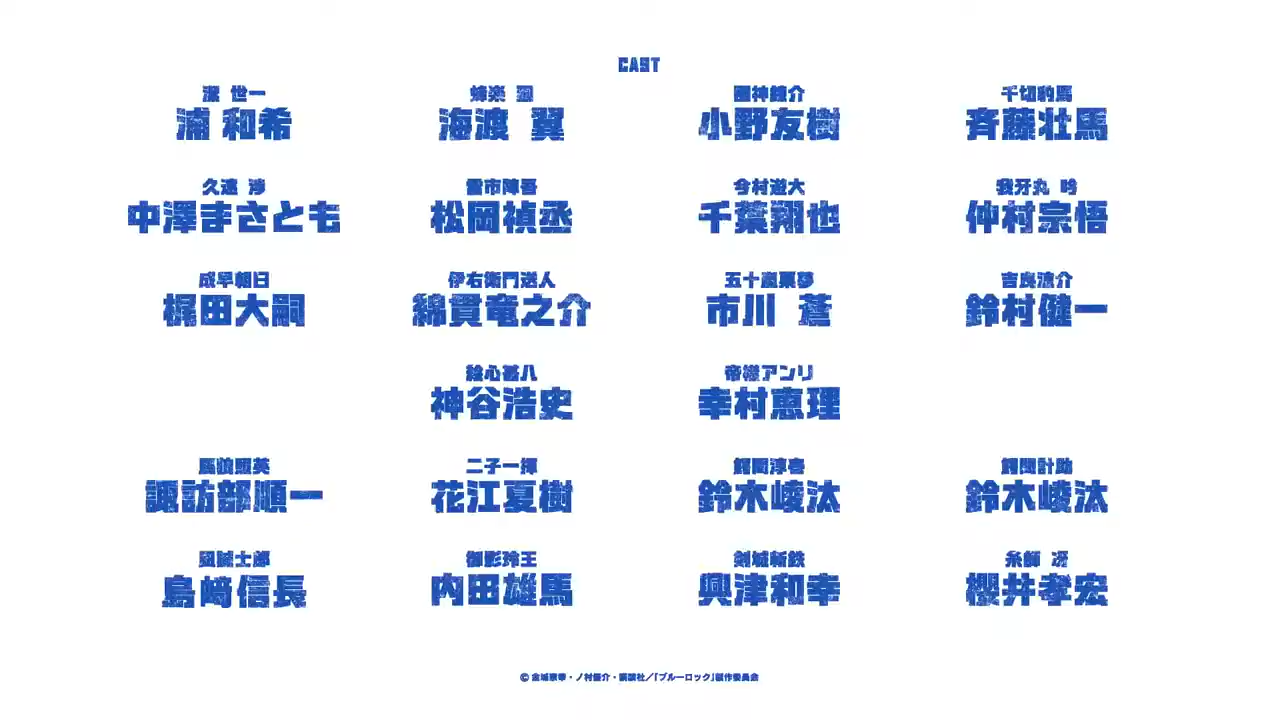 CAST
潔 世一 蜂楽 廻 國神錬介 千切豹馬
浦 和希 海渡 翼 小野友樹 斉藤壮馬
久遠 渉 雷市陣吾 今村遊大 我牙丸 吟
中澤まさとも 松岡禎丞 千葉翔也 仲村宗悟
成早朝日 伊右衛門送人 五十嵐栗夢 吉良涼介
梶田大嗣 綿貫竜之介 市川 蒼 鈴村健一
絵心甚八 帝襟アンリ
神谷浩史 幸村恵理
馬狼照英 二子一揮 鰐間淳壱 鰐間計助
諏訪部順一 花江夏樹 鈴木崚汰 鈴木崚汰
凪誠士郎 御影玲王 剣城斬鉄 糸師 冴
島﨑信長 内田雄馬 興津和幸 櫻井孝宏
© 金城宗幸・ノ村優介・講談社／「ブルーロック」製作委員会